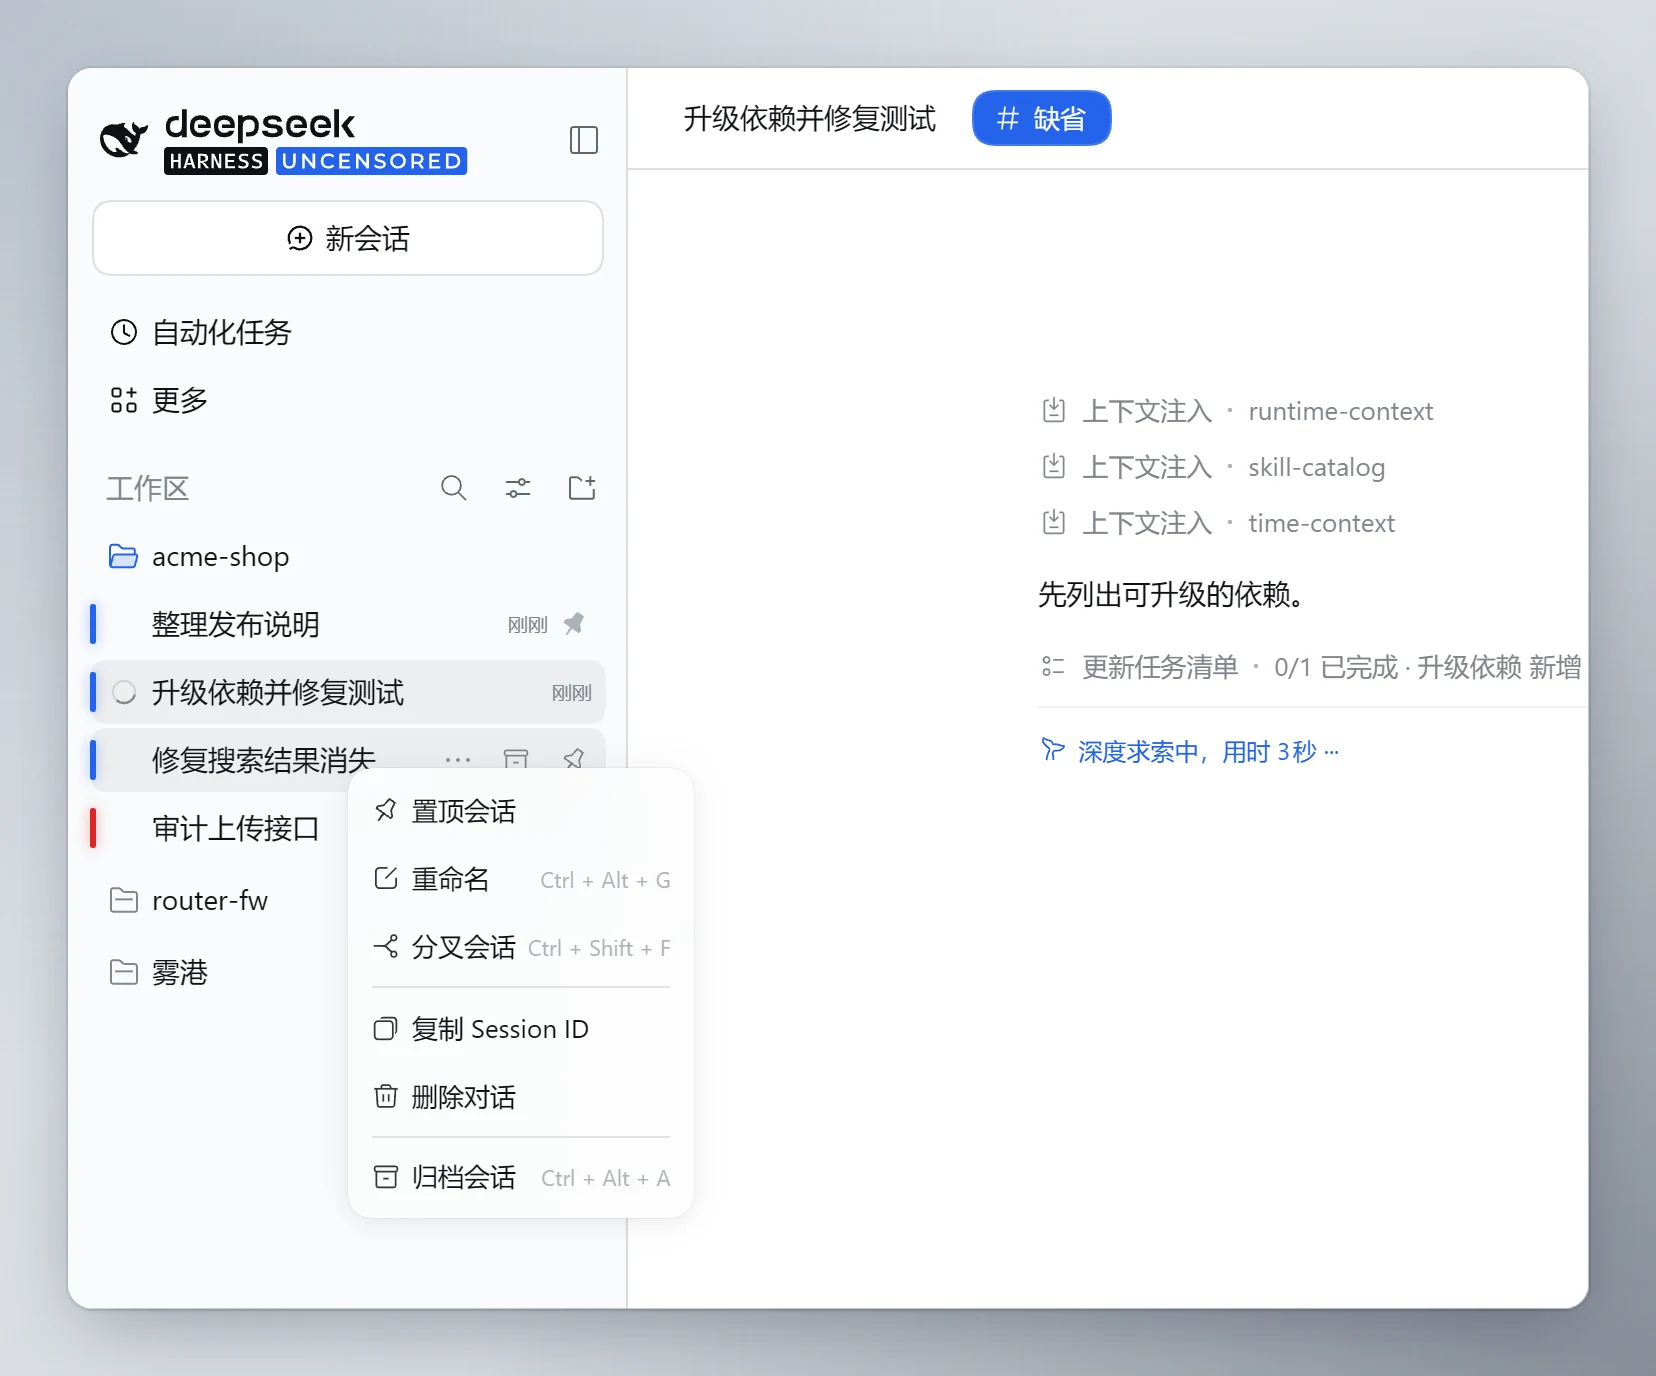 deepseek
HARNESS UNCENSORED
新会话
自动化任务
更多
工作区
acme-shop
整理发布说明 刚刚
升级依赖并修复测试 刚刚
修复搜索结果消失
审计上传接口
router-fw
雾港
置顶会话
重命名 Ctrl + Alt + G
分叉会话 Ctrl + Shift + F
复制 Session ID
删除对话
归档会话 Ctrl + Alt + A
升级依赖并修复测试 # 缺省
上下文注入 · runtime-context
上下文注入 · skill-catalog
上下文注入 · time-context
先列出可升级的依赖。
更新任务清单 · 0/1 已完成 · 升级依赖 新增
深度求索中，用时 3 秒 ···